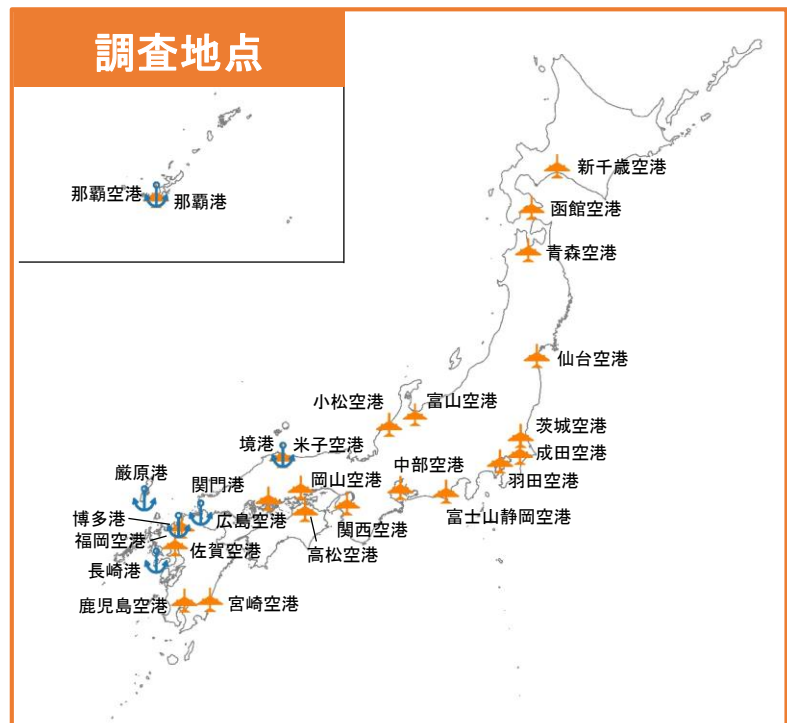 調査地点
那覇空港
那覇港
新千歳空港
函館空港
青森空港
仙台空港
小松空港
富山空港
茨城空港
境港
米子空港
成田空港
中部空港
岡山空港
羽田空港
厳原港
関門港
博多港
広島空港
富士山静岡空港
関西空港
福岡空港
佐賀空港
高松空港
長崎港
鹿児島空港
宮崎空港